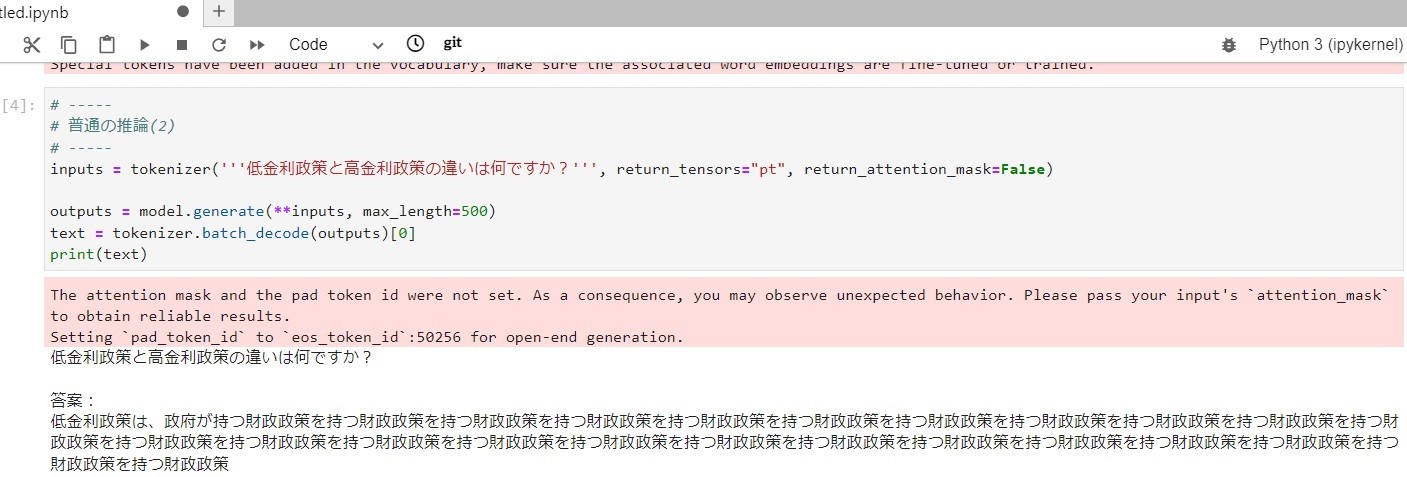 tled.ipynb
Code
git
Python 3 (ipykernel)
Special tokens have been added in the vocabulary, make sure the associated word embeddings are fine-tuned or trained.
[4]:
# -----
# 普通の推論(2)
# -----
inputs = tokenizer('''低金利政策と高金利政策の違いは何ですか？''', return_tensors="pt", return_attention_mask=False)
outputs = model.generate(**inputs, max_length=500)
text = tokenizer.batch_decode(outputs)[0]
print(text)
The attention mask and the pad token id were not set. As a consequence, you may observe unexpected behavior. Please pass your input's `attention_mask`
to obtain reliable results.
Setting `pad_token_id` to `eos_token_id`:50256 for open-end generation.
低金利政策と高金利政策の違いは何ですか？
答案：
低金利政策は、政府が持つ財政政策を持つ財政政策を持つ財政政策を持つ財政政策を持つ財政政策を持つ財政政策を持つ財政政策を持つ財政政策を持つ財政政策を持つ財政政策を持つ財
政政策を持つ財政政策を持つ財政政策を持つ財政政策を持つ財政政策を持つ財政政策を持つ財政政策を持つ財政政策を持つ財政政策を持つ財政政策を持つ財政政策を持つ財政政策を持つ
財政政策を持つ財政政策